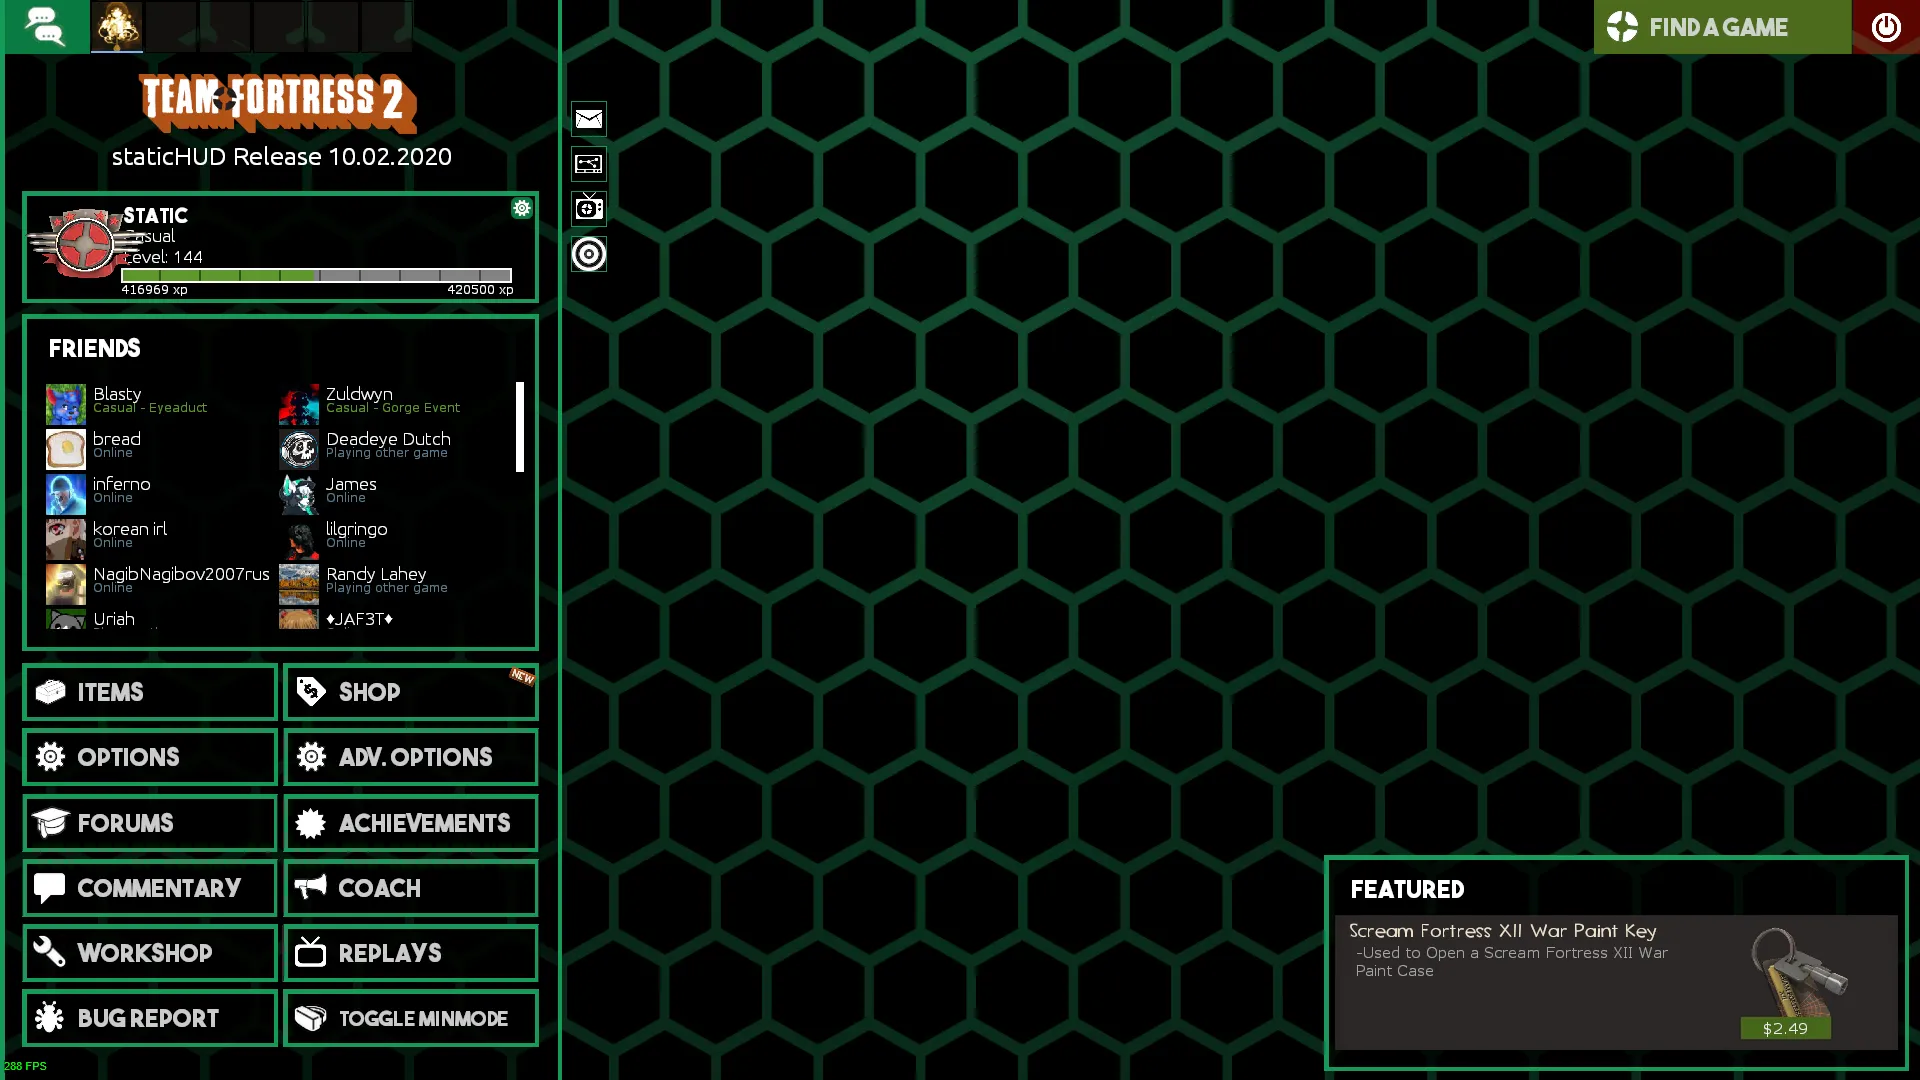 FIND A GAME
TEAM FORTRESS 2
staticHUD Release 10.02.2020
STATIC
Casual
Level: 144
416969 xp
420500 xp
FRIENDS
Blasty
Casual - Eyeaduct
Zuldwyn
Casual - Gorge Event
bread
Online
Deadeye Dutch
Playing other game
inferno
Online
James
Online
korean irl
Online
lilgringo
Online
NagibNagibov2007rus
Online
Randy Lahey
Playing other game
Uriah
♦JAF3T♦
ITEMS
SHOP
NEW
OPTIONS
ADV. OPTIONS
FORUMS
ACHIEVEMENTS
COMMENTARY
COACH
WORKSHOP
REPLAYS
BUG REPORT
TOGGLE MINMODE
288 FPS
FEATURED
Scream Fortress XII War Paint Key
-Used to Open a Scream Fortress XII War
Paint Case
$2.49